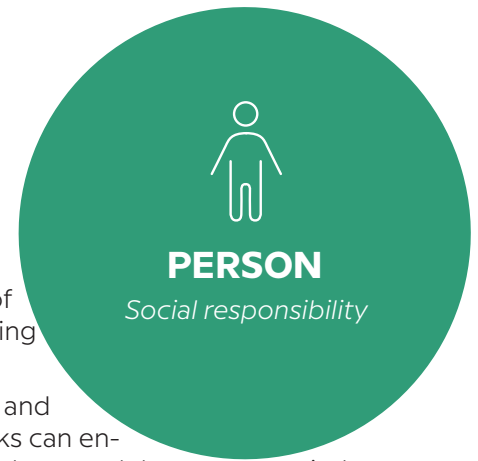 PERSON
Social responsibility
of
ing
and
ks can en-